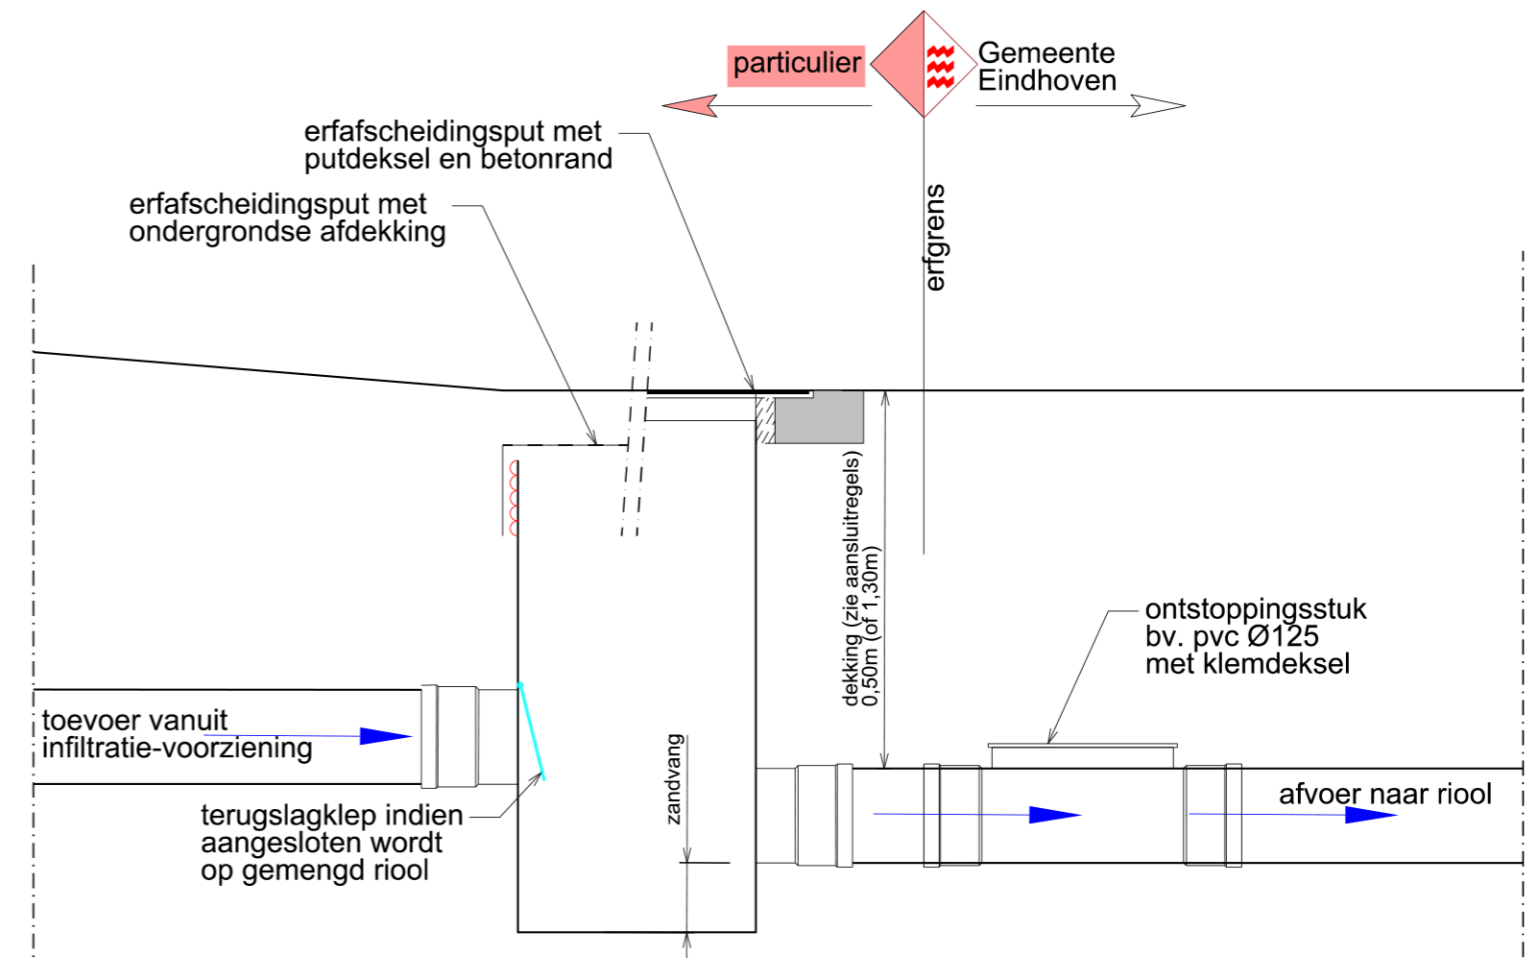 particulier
Gemeente
Eindhoven
erfafscheidingsput met
putdeksel en betonrand
erfafscheidingsput met
ondergrondse afdekking
erfgrens
dekking (zie aansluitregels)
0,50m (of 1,30m)
ontstoppingsstuk
bv. pvc Ø125
met klemdeksel
toevoer vanuit
infiltratie-voorziening
zandvang
afvoer naar riool
terugslagklep indien
aangesloten wordt
op gemengd riool